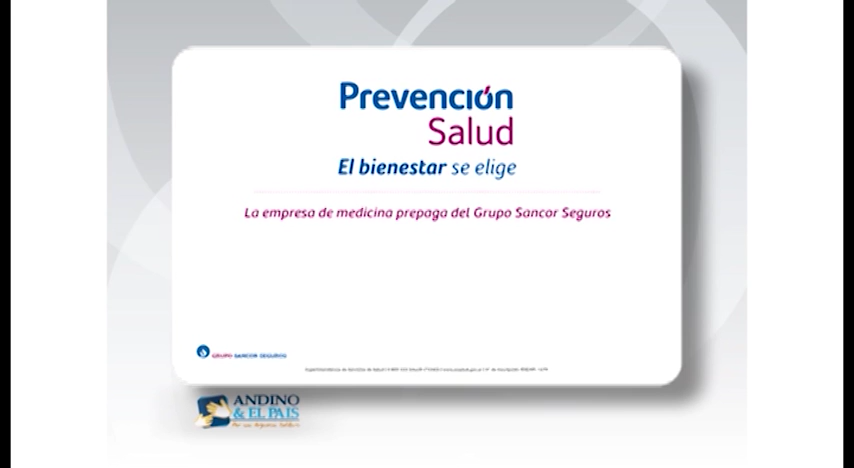 Prevención
Salud
El bienestar se elige
La empresa de medicina prepaga del Grupo Sancor Seguros
GRUPO SANCOR SEGUROS
ANDINO
& EL PAIS